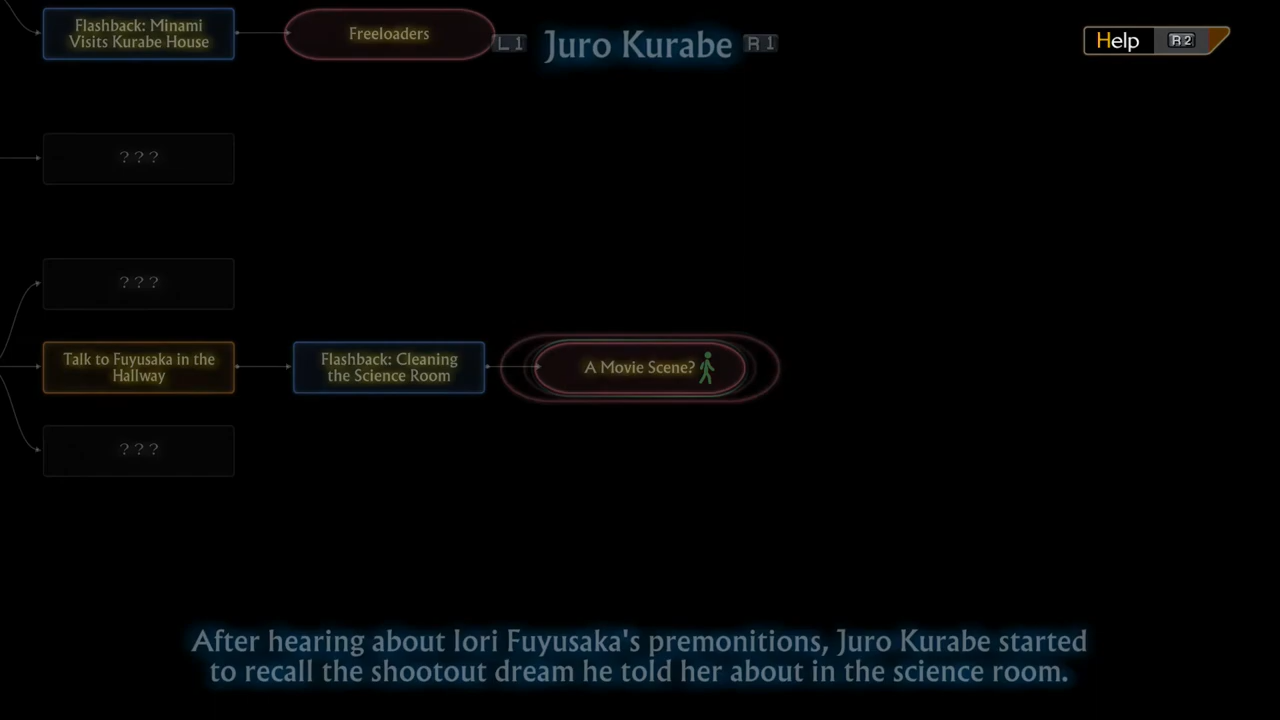 Flashback: Minami
Visits Kurabe House
Freeloaders
L1
Juro Kurabe
R1
Help
R2
???
???
Talk to Fuyusaka in the
Hallway
Flashback: Cleaning
the Science Room
A Movie Scene?
???
After hearing about Iori Fuyusaka's premonitions, Juro Kurabe started
to recall the shootout dream he told her about in the science room.